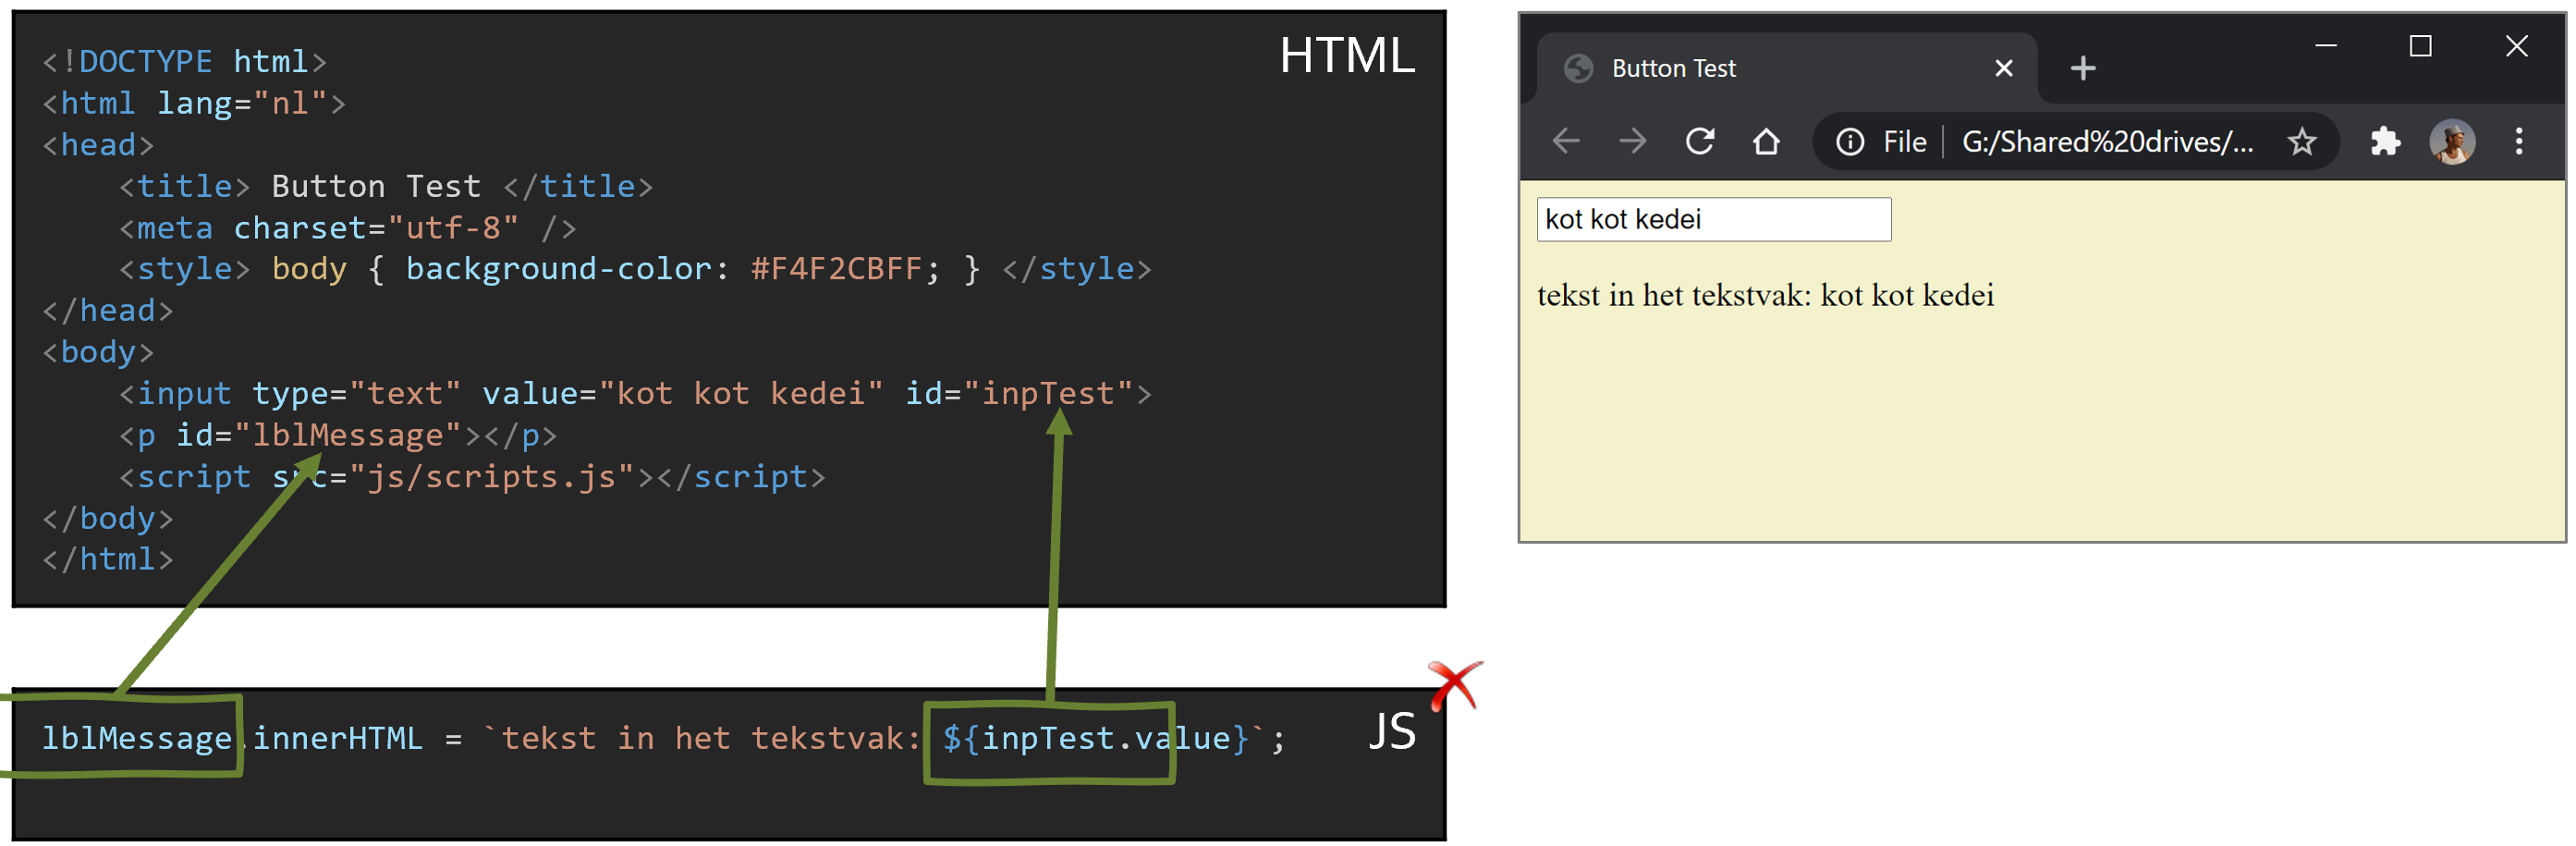 HTML
<!DOCTYPE html>
<html lang="nl">
<head>
    <title> Button Test </title>
    <meta charset="utf-8" />
    <style> body { background-color: #F4F2CBFF; } </style>
</head>
<body>
    <input type="text" value="kot kot kedei" id="inpTest">
    <p id="lblMessage"></p>
    <script src="js/scripts.js"></script>
</body>
</html>
JS
lblMessage.innerHTML = `tekst in het tekstvak: ${inpTest.value}`;
Button Test
File G:/Shared%20drives/...
kot kot kedei
tekst in het tekstvak: kot kot kedei